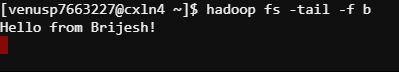 [venusp7663227@cxln4 ~]$ hadoop fs -tail -f b
Hello from Brijesh!